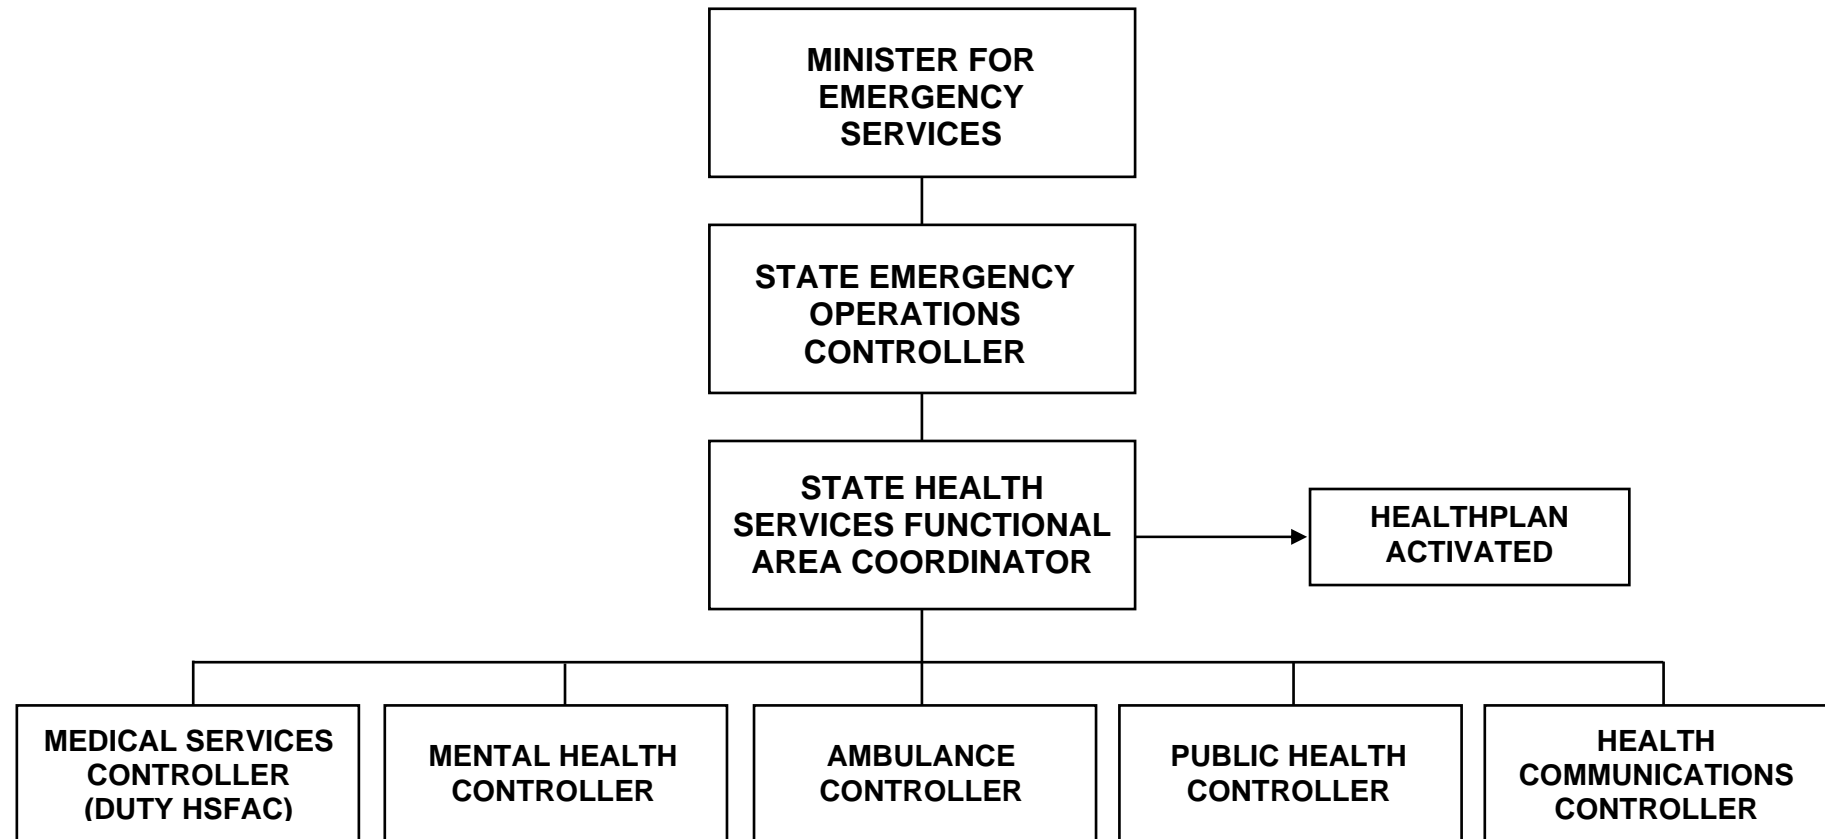 MINISTER FOR
EMERGENCY
SERVICES
STATE EMERGENCY
OPERATIONS
CONTROLLER
STATE HEALTH
SERVICES FUNCTIONAL
AREA COORDINATOR
HEALTHPLAN
ACTIVATED
MEDICAL SERVICES
CONTROLLER
(DUTY HSFAC)
MENTAL HEALTH
CONTROLLER
AMBULANCE
CONTROLLER
PUBLIC HEALTH
CONTROLLER
HEALTH
COMMUNICATIONS
CONTROLLER